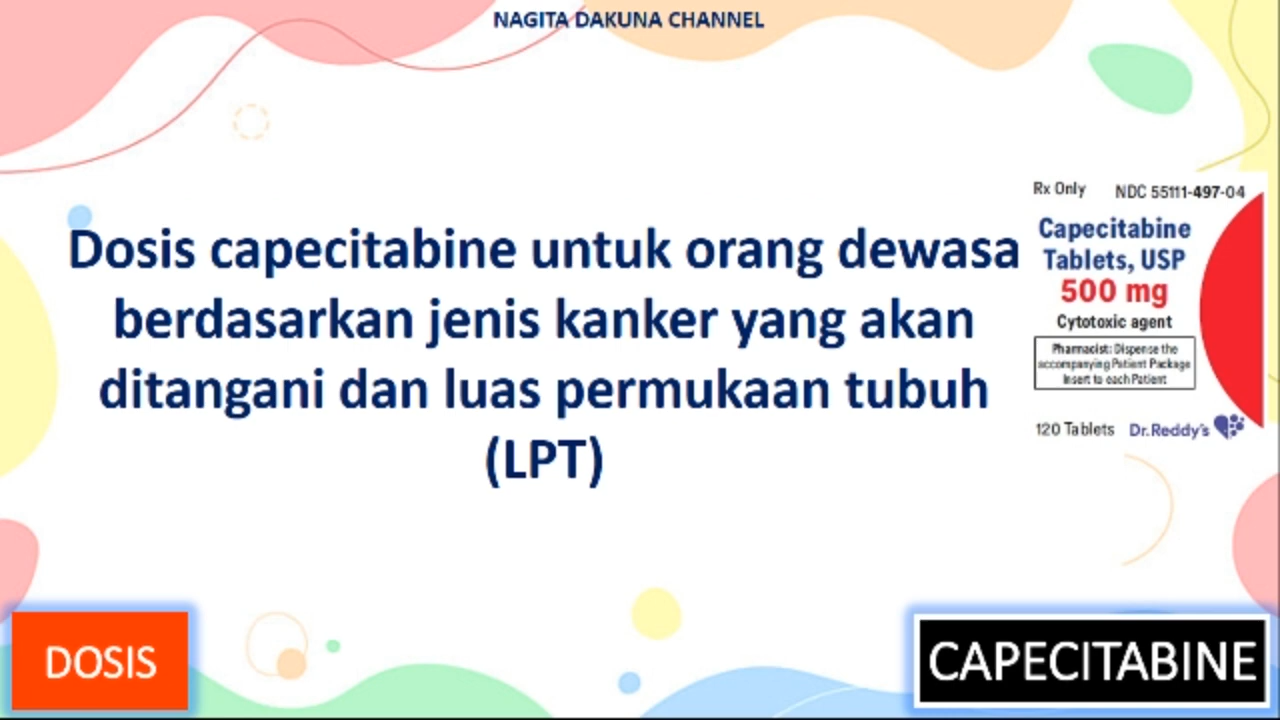 NAGITA DAKUNA CHANNEL
Dosis capecitabine untuk orang dewasa
berdasarkan jenis kanker yang akan
ditangani dan luas permukaan tubuh
(LPT)
Rx Only NDC 55111-497-04
Capecitabine
Tablets, USP
500 mg
Cytotoxic agent
Pharmacist: Dispense the
accompanying Patient Package
Insert to each Patient
120 Tablets Dr.Reddy's
DOSIS
CAPECITABINE